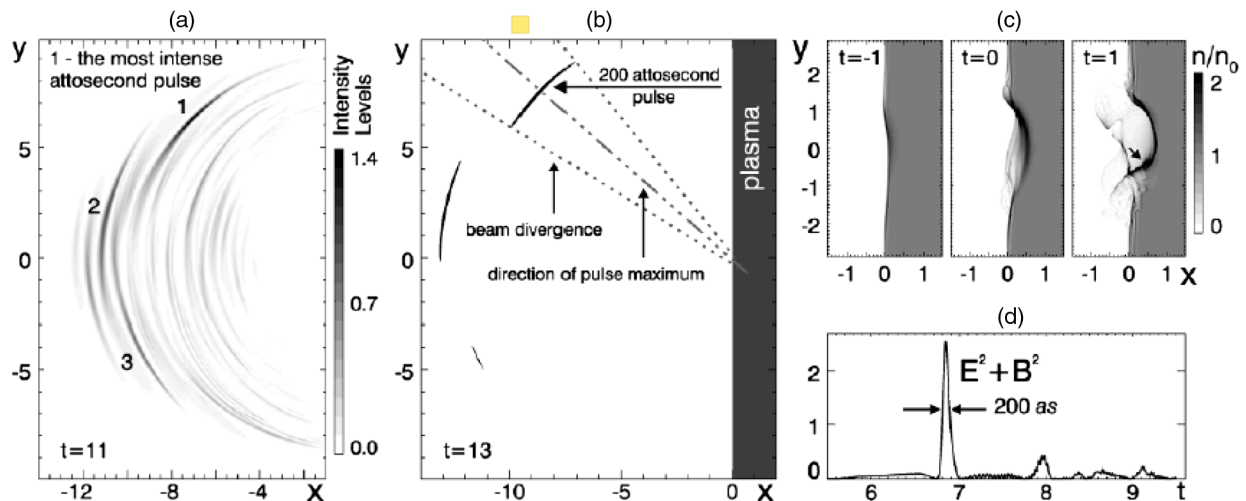 (a)
y
1 - the most intense
attosecond pulse
1
2
3
5
0
-5
t=11
-12
-8
-4
x
Intensity
Levels
1.4
0.7
0.0
(b)
y
200 attosecond
pulse
plasma
beam divergence
direction of pulse maximum
5
0
-5
t=13
-10
-5
x
0
(c)
y
t=-1
t=0
t=1
n/n0
2
1
0
-1
-2
-1 0 1
-1 0 1
-1 0 1
x
2
1
0
(d)
E²+B²
200 as
2
1
0
6
7
8
9
t